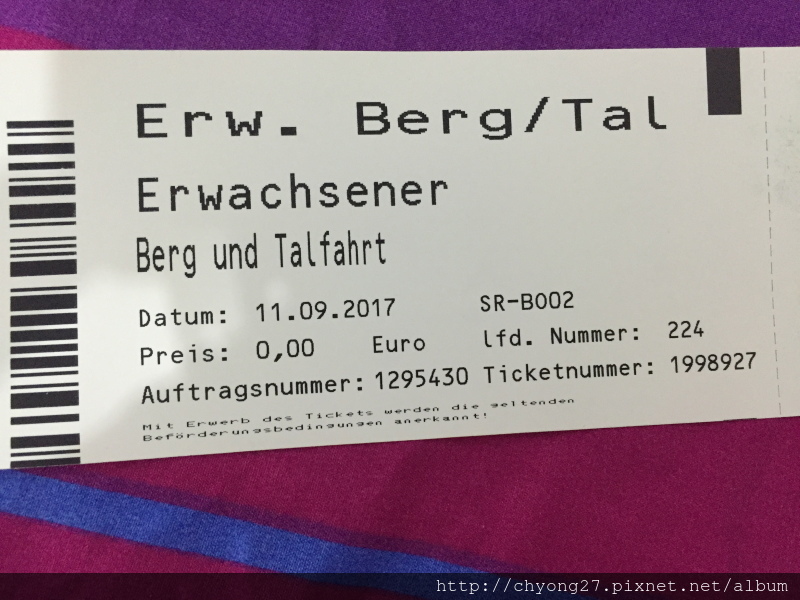 Erw. Berg/Tal
Erwachsener
Berg und Talfahrt
Datum: 11.09.2017 SR-B002
Preis: 0,00 Euro lfd. Nummer: 224
Auftragsnummer: 1295430 Ticketnummer: 1998927
Mit Erwerb des Tickets werden die geltenden
Beförderungsbedingungen anerkannt!
http://chyong27.pixnet.net/album